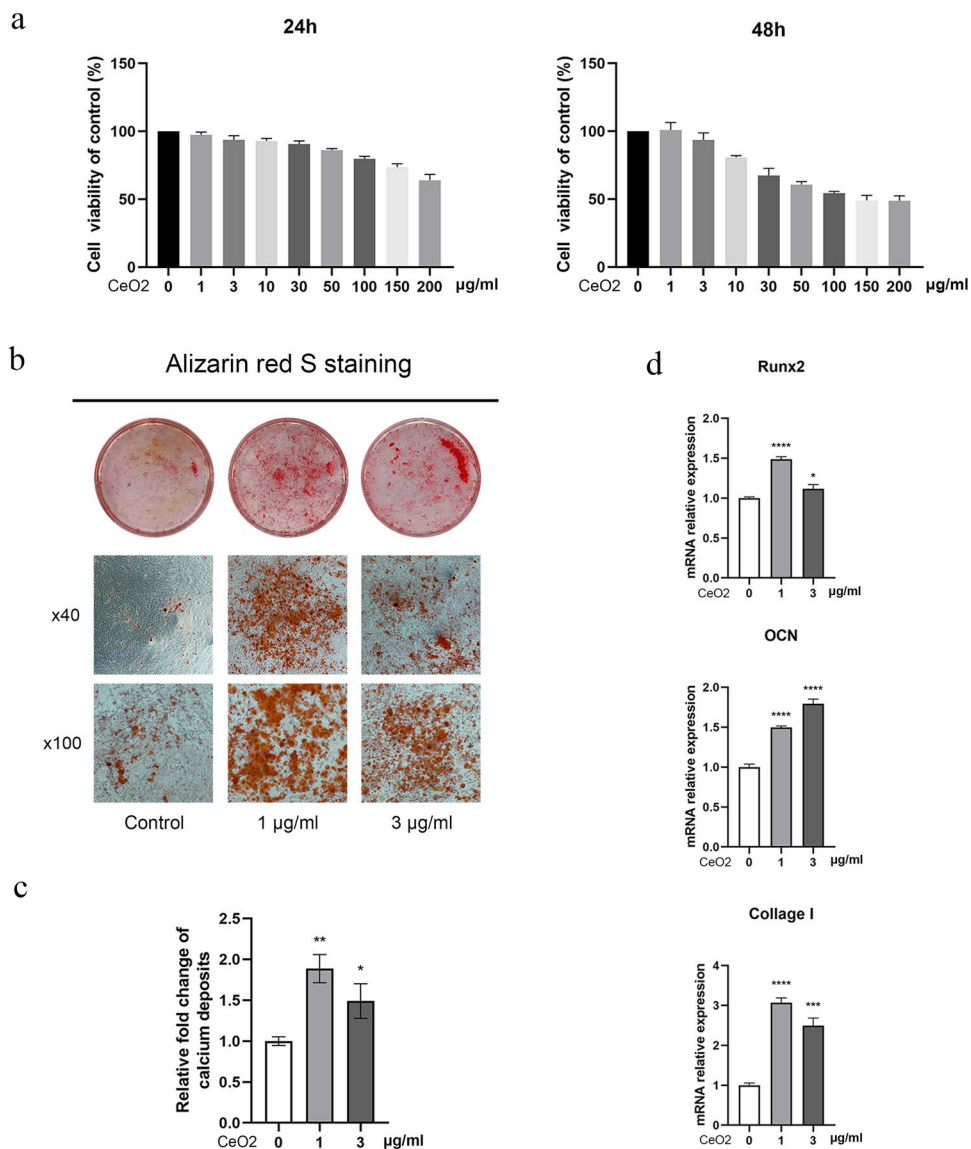 a
24h
Cell viability of control (%)
150
100
50
0
CeO2 0 1 3 10 30 50 100 150 200 µg/ml
48h
Cell viability of control (%)
150
100
50
0
CeO2 0 1 3 10 30 50 100 150 200 µg/ml
b
Alizarin red S staining
x40
x100
Control 1 µg/ml 3 µg/ml
c
Relative fold change of
calcium deposits
2.5
2.0
1.5
1.0
0.5
0.0
** *
CeO2 0 1 3 µg/ml
d
Runx2
mRNA relative expression
2.0
1.5
1.0
0.5
0.0
**** *
CeO2 0 1 3 µg/ml
OCN
mRNA relative expression
2.0
1.5
1.0
0.5
0.0
**** ****
CeO2 0 1 3 µg/ml
Collage I
mRNA relative expression
4
3
2
1
0
**** ***
CeO2 0 1 3 µg/ml